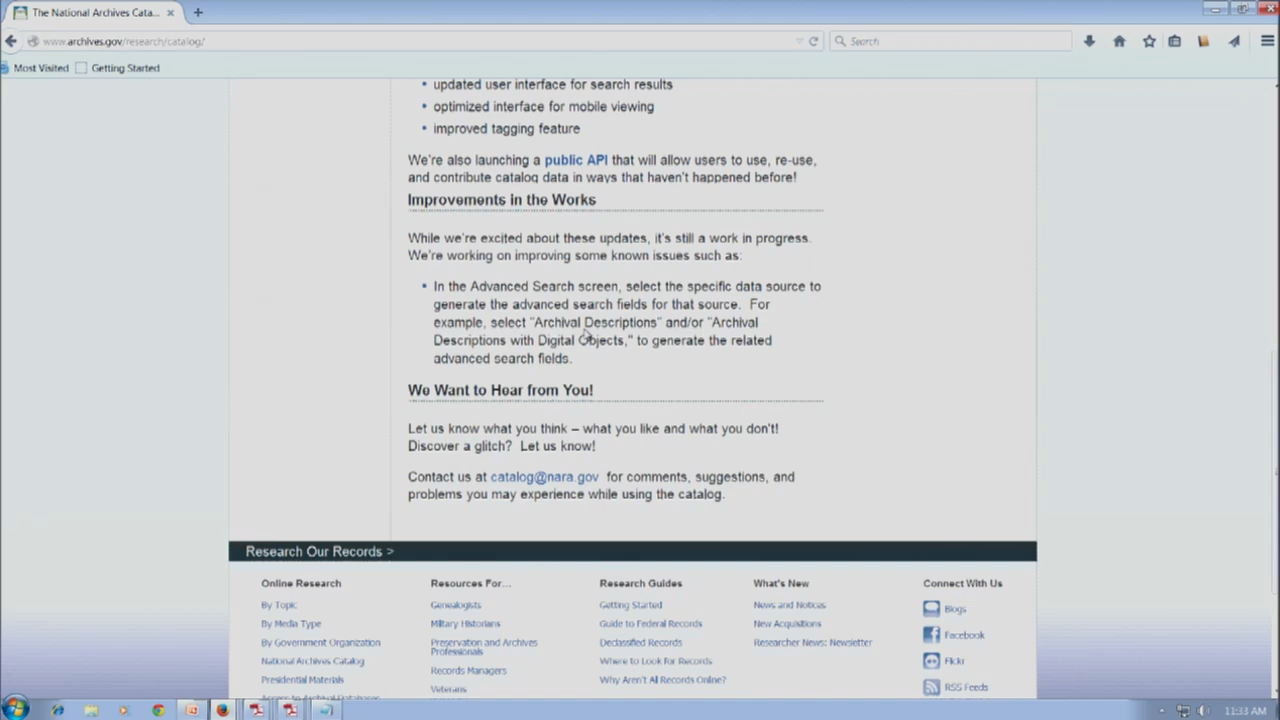 The National Archives Cata...
www.archives.gov/research/catalog/
Search
Most Visited
Getting Started
updated user interface for search results
optimized interface for mobile viewing
improved tagging feature
We're also launching a public API that will allow users to use, re-use,
and contribute catalog data in ways that haven't happened before!
Improvements in the Works
While we're excited about these updates, it's still a work in progress.
We're working on improving some known issues such as:
In the Advanced Search screen, select the specific data source to
generate the advanced search fields for that source. For
example, select "Archival Descriptions" and/or "Archival
Descriptions with Digital Objects," to generate the related
advanced search fields.
We Want to Hear from You!
Let us know what you think – what you like and what you don't!
Discover a glitch? Let us know!
Contact us at catalog@nara.gov for comments, suggestions, and
problems you may experience while using the catalog.
Research Our Records >
Online Research
By Topic
By Media Type
By Government Organization
National Archives Catalog
Presidential Materials
Access to Archival Databases
Resources For...
Genealogists
Military Historians
Preservation and Archives
Professionals
Records Managers
Veterans
Research Guides
Getting Started
Guide to Federal Records
Declassified Records
Where to Look for Records
Why Aren't All Records Online?
What's New
News and Notices
New Acquisitions
Researcher News: Newsletter
Connect With Us
Blogs
Facebook
Flickr
RSS Feeds
11:33 AM